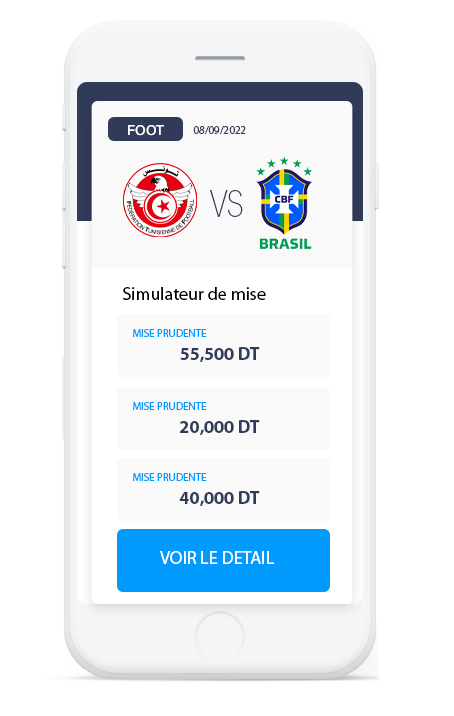 FOOT
08/09/2022
تونس
FEDERATION TUNISIENNE DE FOOTBALL
VS
CBF
BRASIL
Simulateur de mise
MISE PRUDENTE
55,500 DT
MISE PRUDENTE
20,000 DT
MISE PRUDENTE
40,000 DT
VOIR LE DETAIL